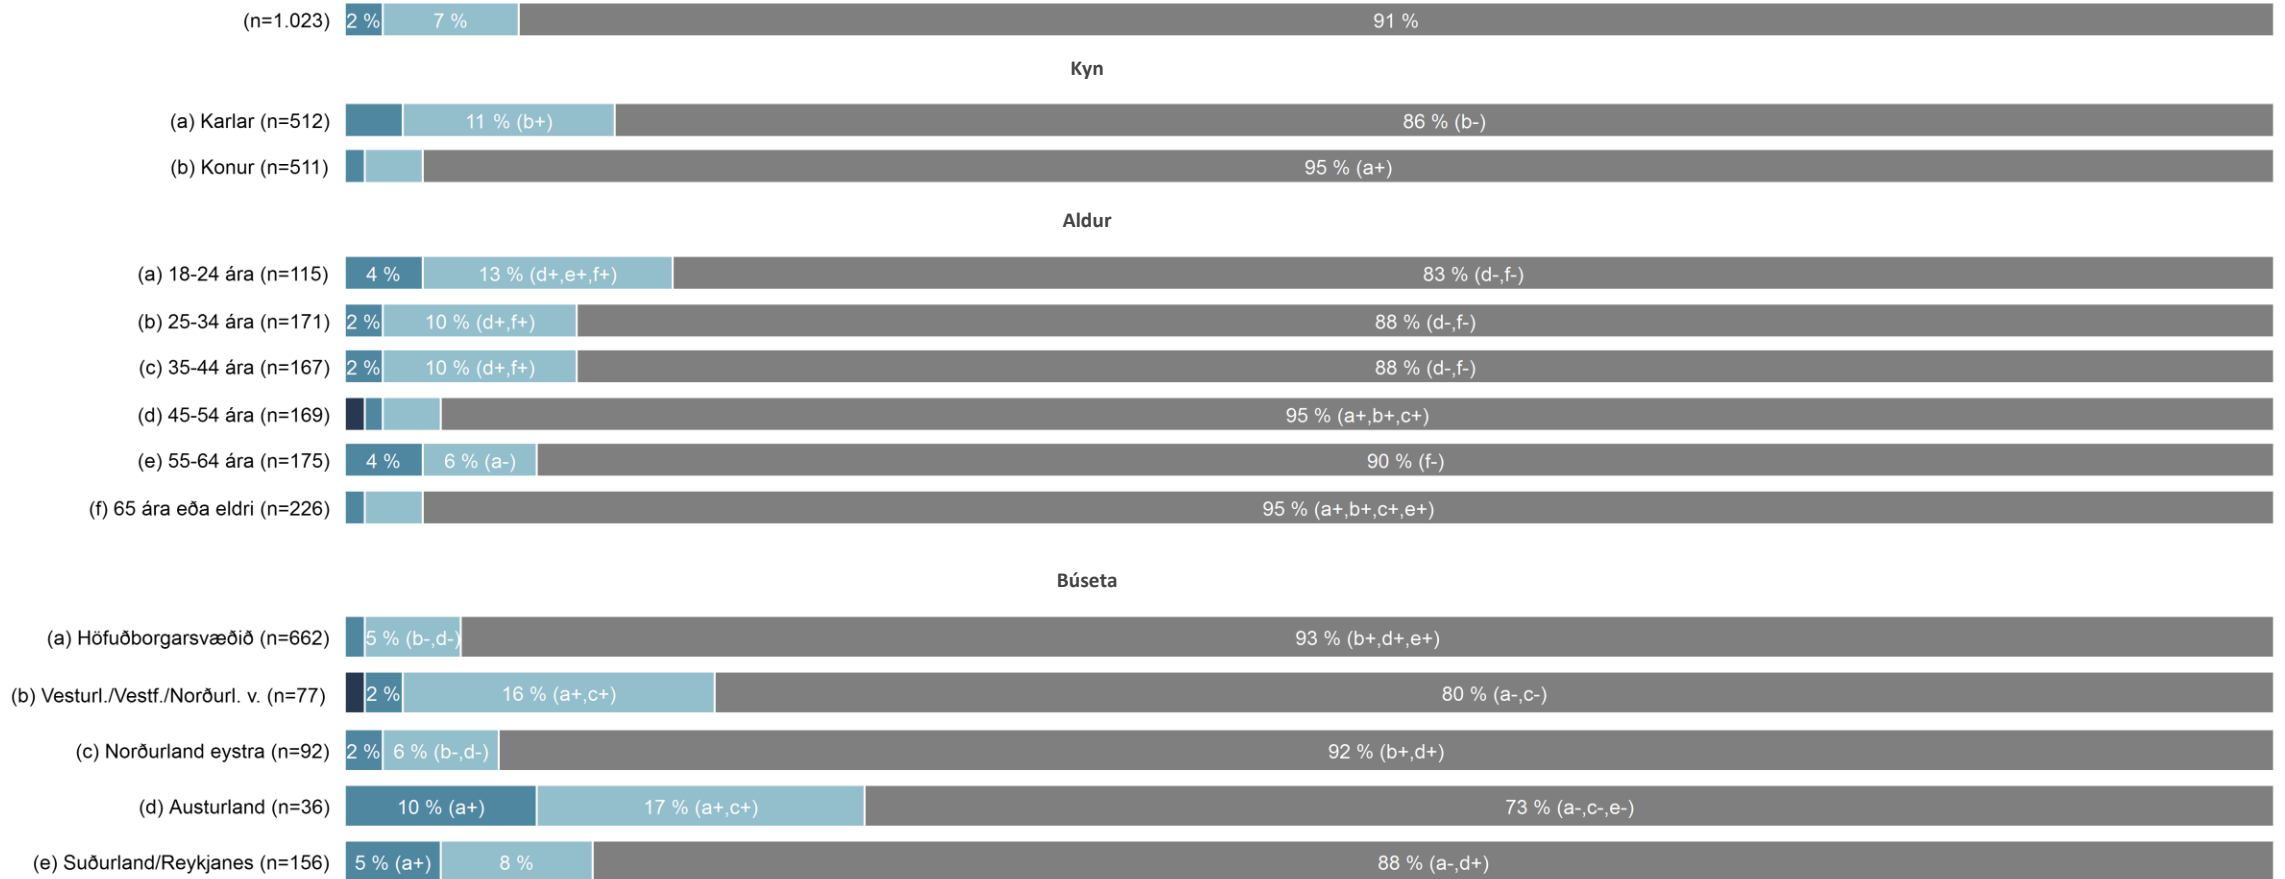 (n=1.023) 2 % 7 % 91 %
Kyn
(a) Karlar (n=512) 11 % (b+) 86 % (b-)
(b) Konur (n=511) 95 % (a+)
Aldur
(a) 18-24 ára (n=115) 4 % 13 % (d+,e+,f+) 83 % (d-,f-)
(b) 25-34 ára (n=171) 2 % 10 % (d+,f+) 88 % (d-,f-)
(c) 35-44 ára (n=167) 2 % 10 % (d+,f+) 88 % (d-,f-)
(d) 45-54 ára (n=169) 95 % (a+,b+,c+)
(e) 55-64 ára (n=175) 4 % 6 % (a-) 90 % (f-)
(f) 65 ára eða eldri (n=226) 95 % (a+,b+,c+,e+)
Búseta
(a) Höfuðborgarsvæðið (n=662) 5 % (b-,d-) 93 % (b+,d+,e+)
(b) Vesturl./Vestf./Norðurl. v. (n=77) 2 % 16 % (a+,c+) 80 % (a-,c-)
(c) Norðurland eystra (n=92) 2 % 6 % (b-,d-) 92 % (b+,d+)
(d) Austurland (n=36) 10 % (a+) 17 % (a+,c+) 73 % (a-,c-,e-)
(e) Suðurland/Reykjanes (n=156) 5 % (a+) 8 % 88 % (a-,d+)